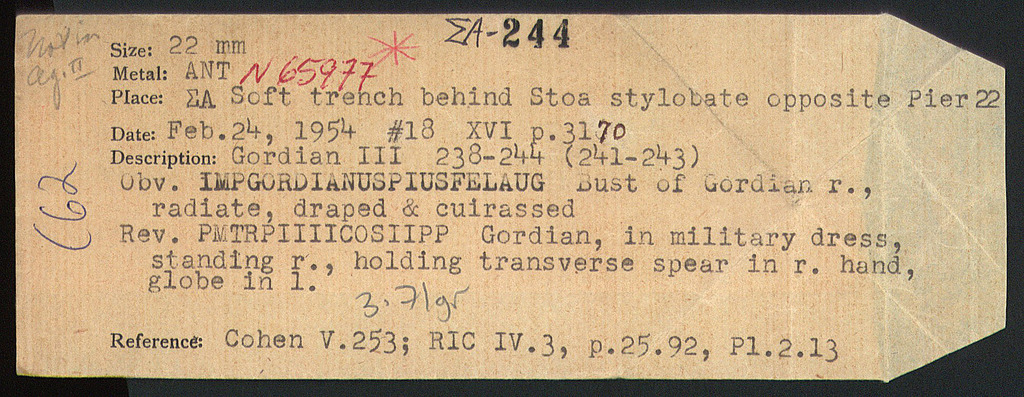 ΣΑ-244
Not in
Ag. II
Size: 22 mm
Metal: ANT N 65977
Place: ΣΑ Soft trench behind Stoa stylobate opposite Pier 22
Date: Feb.24, 1954 #18 XVI p.3170
Description: Gordian III 238-244 (241-243)
Obv. IMPGORDIANUSPIUSFELAUG Bust of Gordian r.,
radiate, draped & cuirassed
Rev. PMTRPIIIICOSIIPP Gordian, in military dress,
standing r., holding transverse spear in r. hand,
globe in l.
3.71gr
Reference: Cohen V.253; RIC IV.3, p.25.92, Pl.2.13